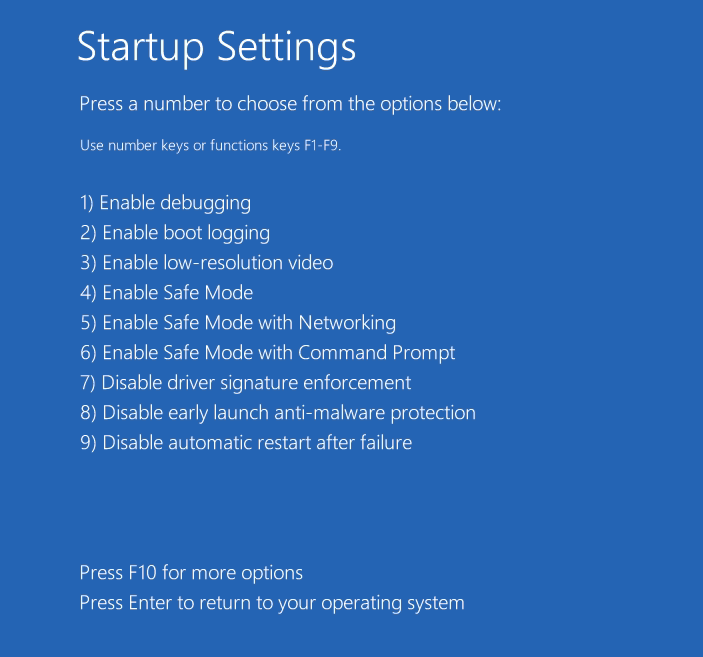 Startup Settings
Press a number to choose from the options below:
Use number keys or functions keys F1-F9.
1) Enable debugging
2) Enable boot logging
3) Enable low-resolution video
4) Enable Safe Mode
5) Enable Safe Mode with Networking
6) Enable Safe Mode with Command Prompt
7) Disable driver signature enforcement
8) Disable early launch anti-malware protection
9) Disable automatic restart after failure
Press F10 for more options
Press Enter to return to your operating system